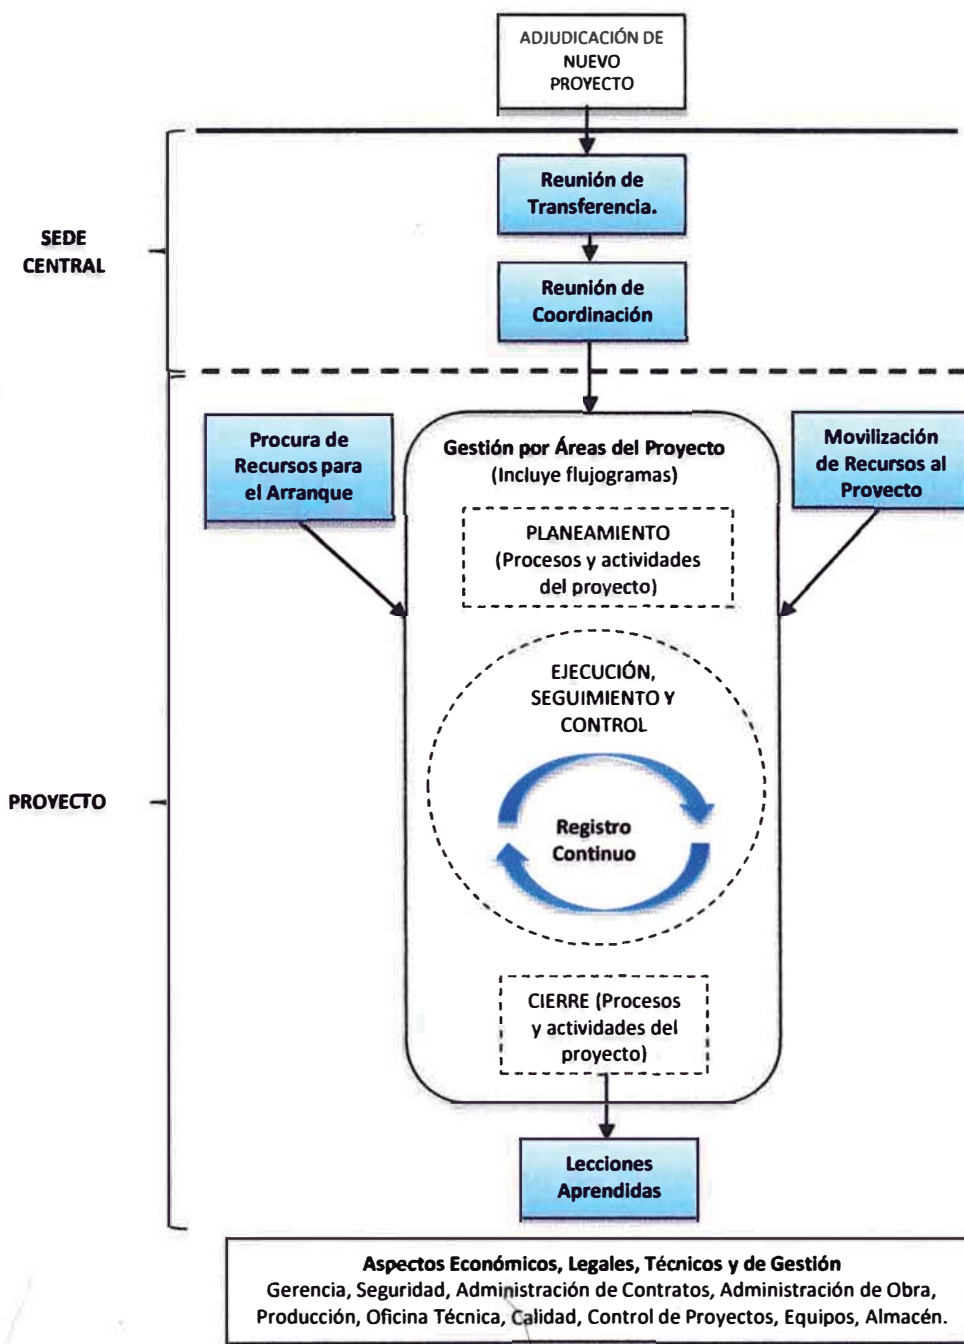 ADJUDICACIÓN DE
NUEVO
PROYECTO
Reunión de
Transferencia.
SEDE
CENTRAL
Reunión de
Coordinación
Procura de
Recursos para
el Arranque
Gestión por Áreas del Proyecto
(Incluye flujogramas)
Movilización
de Recursos al
Proyecto
PLANEAMIENTO
(Procesos y actividades
del proyecto)
EJECUCIÓN,
SEGUIMIENTO Y
CONTROL
PROYECTO
Registro
Continuo
CIERRE (Procesos
y actividades del
proyecto)
Lecciones
Aprendidas
Aspectos Económicos, Legales, Técnicos y de Gestión
Gerencia, Seguridad, Administración de Contratos, Administración de Obra,
Producción, Oficina Técnica, Calidad, Control de Proyectos, Equipos, Almacén.